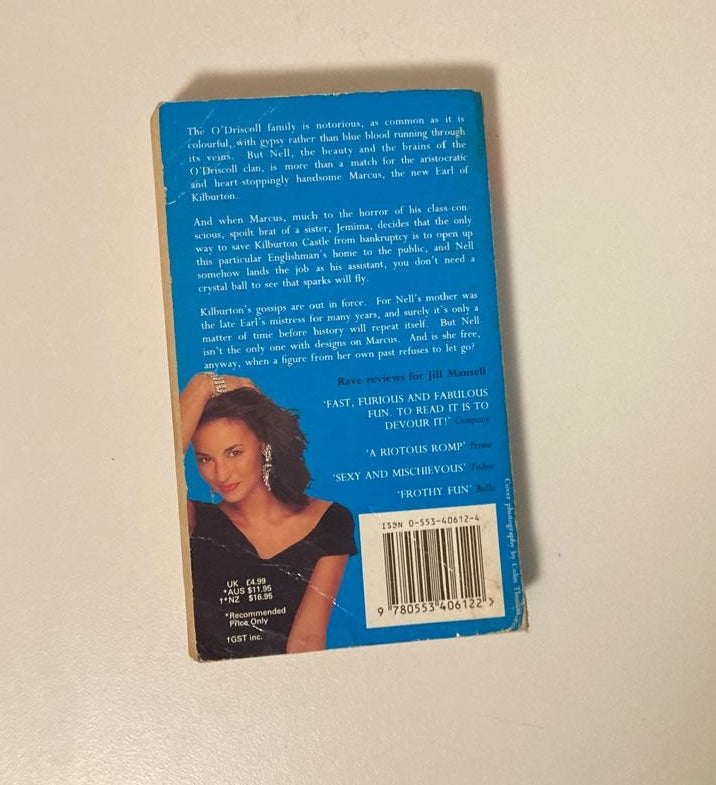 The O'Driscoll family is notorious, as common as it is
colourful, with gypsy rather than blue blood running through
its veins. But Nell, the beauty and the brains of the
O'Driscoll clan, is more than a match for the aristocratic
and heart-stoppingly handsome Marcus, the new Earl of
Kilburton.
And when Marcus, much to the horror of his class-con-
scious, spoilt brat of a sister, Jemima, decides that the only
way to save Kilburton Castle from bankruptcy is to open up
this particular Englishman's home to the public, and Nell
somehow lands the job as his assistant, you don't need a
crystal ball to see that sparks will fly.
Kilburton's gossips are out in force. For Nell's mother was
the late Earl's mistress for many years, and surely it's only a
matter of time before history will repeat itself. But Nell
isn't the only one with designs on Marcus. And is she free,
anyway, when a figure from her own past refuses to let go?
Rave reviews for Jill Mansell
'FAST, FURIOUS AND FABULOUS
FUN. TO READ IT IS TO
DEVOUR IT!' Company
'A RIOTOUS ROMP' Prima
'SEXY AND MISCHIEVOUS' Today
'FROTHY FUN' Bella
Cover photography by Colin
ISBN 0-553-40612-4
9 780553 406122 >
UK £4.99
*AUS $11.95
†*NZ $16.95
*Recommended
Price Only
†GST inc.